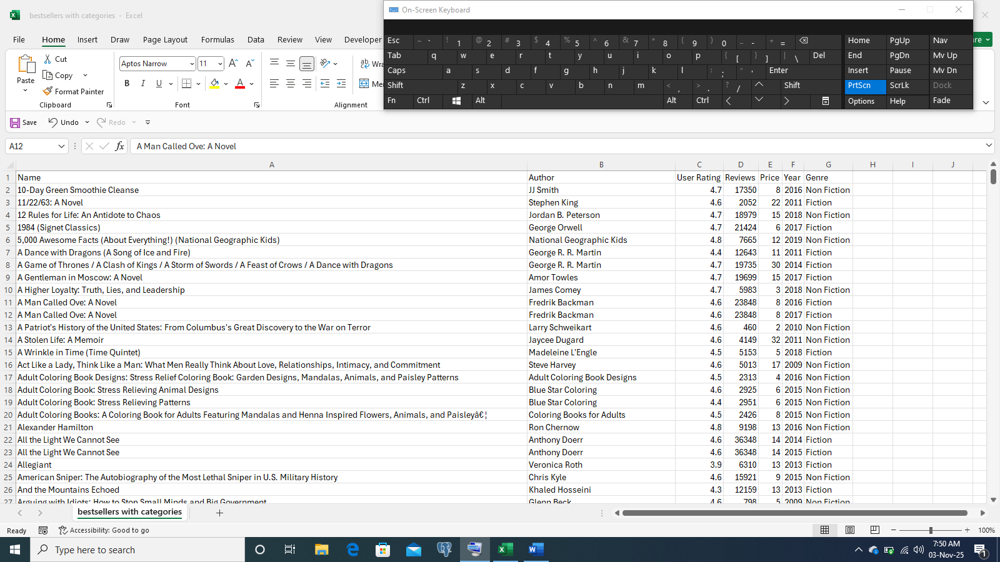 bestsellers with categories - Excel
On-Screen Keyboard
File Home Insert Draw Page Layout Formulas Data Review View Developer
Esc ~ ` ! 1 @ 2 # 3 $ 4 % 5 ^ 6 & 7 * 8 ( 9 ) 0 _ - + = Home PgUp Nav
Tab q w e r t y u i o p { [ } ] | \ Del End PgDn Mv Up
Caps a s d f g h j k l : ; " ' Enter Insert Pause Mv Dn
Shift z x c v b n m < , > . ? / Shift PrtScn ScrLk Dock
Fn Ctrl Alt Alt Ctrl Options Help Fade
Paste Cut Copy Format Painter
Aptos Narrow 11 A A
B I U A
ab
Clipboard Font Alignment
Save Undo Redo
A12 fx A Man Called Ove: A Novel
A B C D E F G H I J
1 Name Author User Rating Reviews Price Year Genre
2 10-Day Green Smoothie Cleanse JJ Smith 4.7 17350 8 2016 Non Fiction
3 11/22/63: A Novel Stephen King 4.6 2052 22 2011 Fiction
4 12 Rules for Life: An Antidote to Chaos Jordan B. Peterson 4.7 18979 15 2018 Non Fiction
5 1984 (Signet Classics) George Orwell 4.7 21424 6 2017 Fiction
6 5,000 Awesome Facts (About Everything!) (National Geographic Kids) National Geographic Kids 4.8 7665 12 2019 Non Fiction
7 A Dance with Dragons (A Song of Ice and Fire) George R. R. Martin 4.4 12643 11 2011 Fiction
8 A Game of Thrones / A Clash of Kings / A Storm of Swords / A Feast of Crows / A Dance with Dragons George R. R. Martin 4.7 19735 30 2014 Fiction
9 A Gentleman in Moscow: A Novel Amor Towles 4.7 19699 15 2017 Fiction
10 A Higher Loyalty: Truth, Lies, and Leadership James Comey 4.7 5983 3 2018 Non Fiction
11 A Man Called Ove: A Novel Fredrik Backman 4.6 23848 8 2016 Fiction
12 A Man Called Ove: A Novel Fredrik Backman 4.6 23848 8 2017 Fiction
13 A Patriot's History of the United States: From Columbus's Great Discovery to the War on Terror Larry Schweikart 4.6 460 2 2010 Non Fiction
14 A Stolen Life: A Memoir Jaycee Dugard 4.6 4149 32 2011 Non Fiction
15 A Wrinkle in Time (Time Quintet) Madeleine L'Engle 4.5 5153 5 2018 Fiction
16 Act Like a Lady, Think Like a Man: What Men Really Think About Love, Relationships, Intimacy, and Commitment Steve Harvey 4.6 5013 17 2009 Non Fiction
17 Adult Coloring Book Designs: Stress Relief Coloring Book: Garden Designs, Mandalas, Animals, and Paisley Patterns Adult Coloring Book Designs 4.5 2313 4 2016 Non Fiction
18 Adult Coloring Book: Stress Relieving Animal Designs Blue Star Coloring 4.6 2925 6 2015 Non Fiction
19 Adult Coloring Book: Stress Relieving Patterns Blue Star Coloring 4.4 2951 6 2015 Non Fiction
20 Adult Coloring Books: A Coloring Book for Adults Featuring Mandalas and Henna Inspired Flowers, Animals, and Paisleyâ€¦ Coloring Books for Adults 4.5 2426 8 2015 Non Fiction
21 Alexander Hamilton Ron Chernow 4.8 9198 13 2016 Non Fiction
22 All the Light We Cannot See Anthony Doerr 4.6 36348 14 2014 Fiction
23 All the Light We Cannot See Anthony Doerr 4.6 36348 14 2015 Fiction
24 Allegiant Veronica Roth 3.9 6310 13 2013 Fiction
25 American Sniper: The Autobiography of the Most Lethal Sniper in U.S. Military History Chris Kyle 4.6 15921 9 2015 Non Fiction
26 And the Mountains Echoed Khaled Hosseini 4.3 12159 13 2013 Fiction
27 Arguing with Idiots: How to Stop Small Minds and Big Government Glenn Beck 4.6 798 5 2009 Non Fiction
bestsellers with categories
Ready Accessibility: Good to go 100%
Type here to search
7:50 AM
03-Nov-25
1